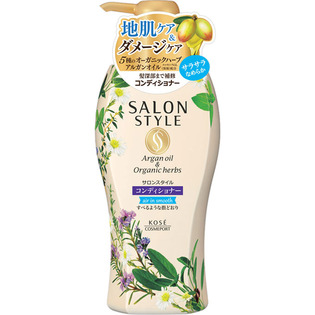 地肌ケア&
ダメージケア
5種のオーガニックハーブ
アルガンオイル
髪深部まで補修
コンディショナー
サラサラ
なめらか
SALON
STYLE
Argan oil
&
Organic herbs
サロンスタイル
コンディショナー
air in smooth
すべるような指どおり
KOSÉ
COSMEPORT